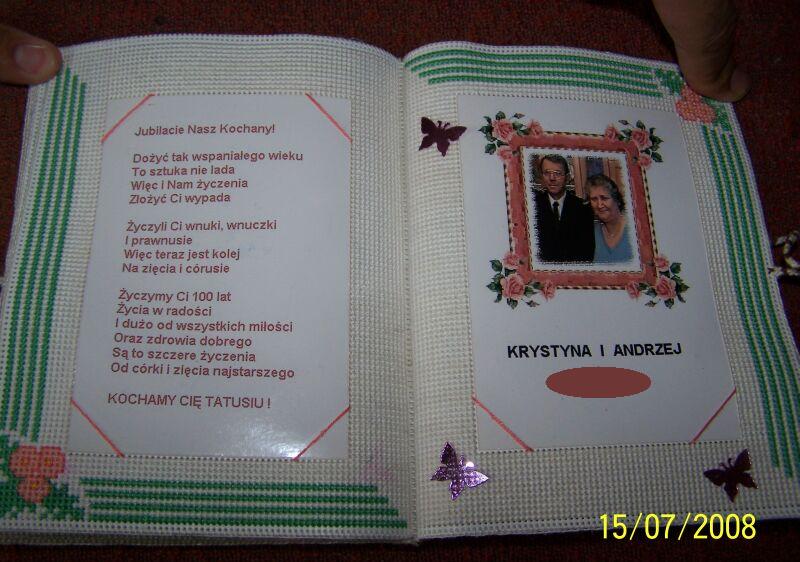 Jubilacie Nasz Kochany!
Dożyć tak wspaniałego wieku
To sztuka nie lada
Więc i Nam życzenia
Złożyć Ci wypada
Życzyli Ci wnuki, wnuczki
I prawnusie
Więc teraz jest kolej
Na zięcia i córusie
Życzymy Ci 100 lat
Życia w radości
I dużo od wszystkich miłości
Oraz zdrowia dobrego
Są to szczere życzenia
Od córki i zięcia najstarszego
KOCHAMY CIĘ TATUSIU !
KRYSTYNA I ANDRZEJ
15/07/2008